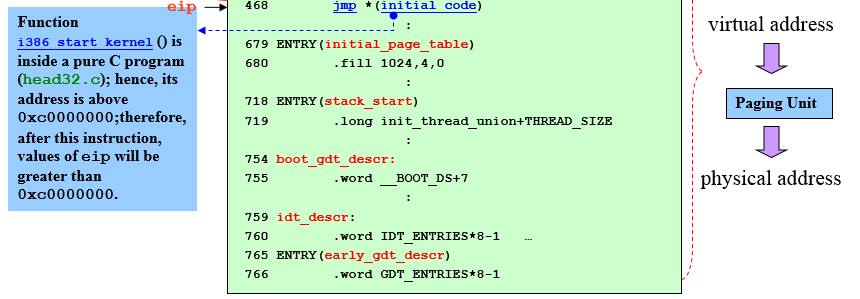 eip
468 jmp *(initial_code)
:
679 ENTRY(initial_page_table)
680 .fill 1024,4,0
:
718 ENTRY(stack_start)
719 .long init_thread_union+THREAD_SIZE
:
754 boot_gdt_descr:
755 .word __BOOT_DS+7
:
759 idt_descr:
760 .word IDT_ENTRIES*8-1 …
765 ENTRY(early_gdt_descr)
766 .word GDT_ENTRIES*8-1
Function
i386_start_kernel () is
inside a pure C program
(head32.c); hence, its
address is above
0xc0000000;therefore,
after this instruction,
values of eip will be
greater than
0xc0000000.
virtual address
Paging Unit
physical address